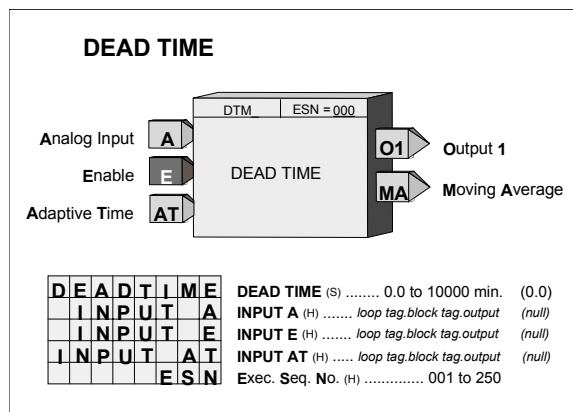 DEAD TIME
DTM_ ESN = 000
Analog Input A
Enable E
Adaptive Time AT
DEAD TIME
O1 Output 1
MA Moving Average
DEADTIME DEAD TIME (S) ........ 0.0 to 10000 min. (0.0)
INPUT A INPUT A (H) ....... loop tag.block tag.output (null)
INPUT E INPUT E (H) ....... loop tag.block tag.output (null)
INPUT AT INPUT AT (H) ..... loop tag.block tag.output (null)
ESN Exec. Seq. No. (H) ............. 001 to 250